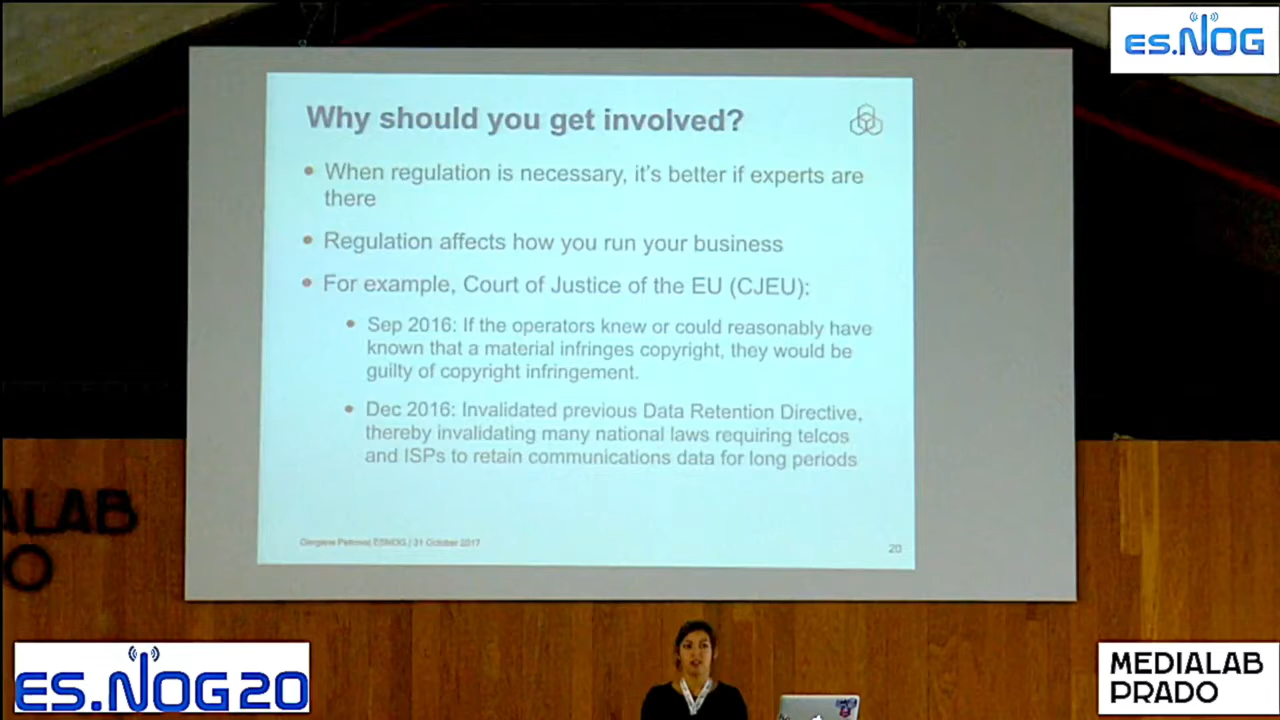 ES.NOG
Why should you get involved?
• When regulation is necessary, it's better if experts are
there
• Regulation affects how you run your business
• For example, Court of Justice of the EU (CJEU):
• Sep 2016: If the operators knew or could reasonably have
known that a material infringes copyright, they would be
guilty of copyright infringement.
• Dec 2016: Invalidated previous Data Retention Directive,
thereby invalidating many national laws requiring telcos
and ISPs to retain communications data for long periods
31 October 2017
20
ALAB
O
ES.NOG20
MEDIALAB
PRADO